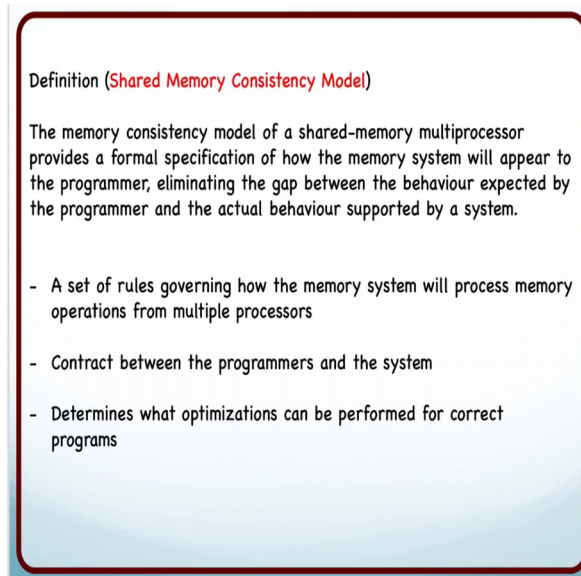 Definition (Shared Memory Consistency Model)
The memory consistency model of a shared-memory multiprocessor
provides a formal specification of how the memory system will appear to
the programmer, eliminating the gap between the behaviour expected by
the programmer and the actual behaviour supported by a system.
- A set of rules governing how the memory system will process memory
operations from multiple processors
- Contract between the programmers and the system
- Determines what optimizations can be performed for correct
programs